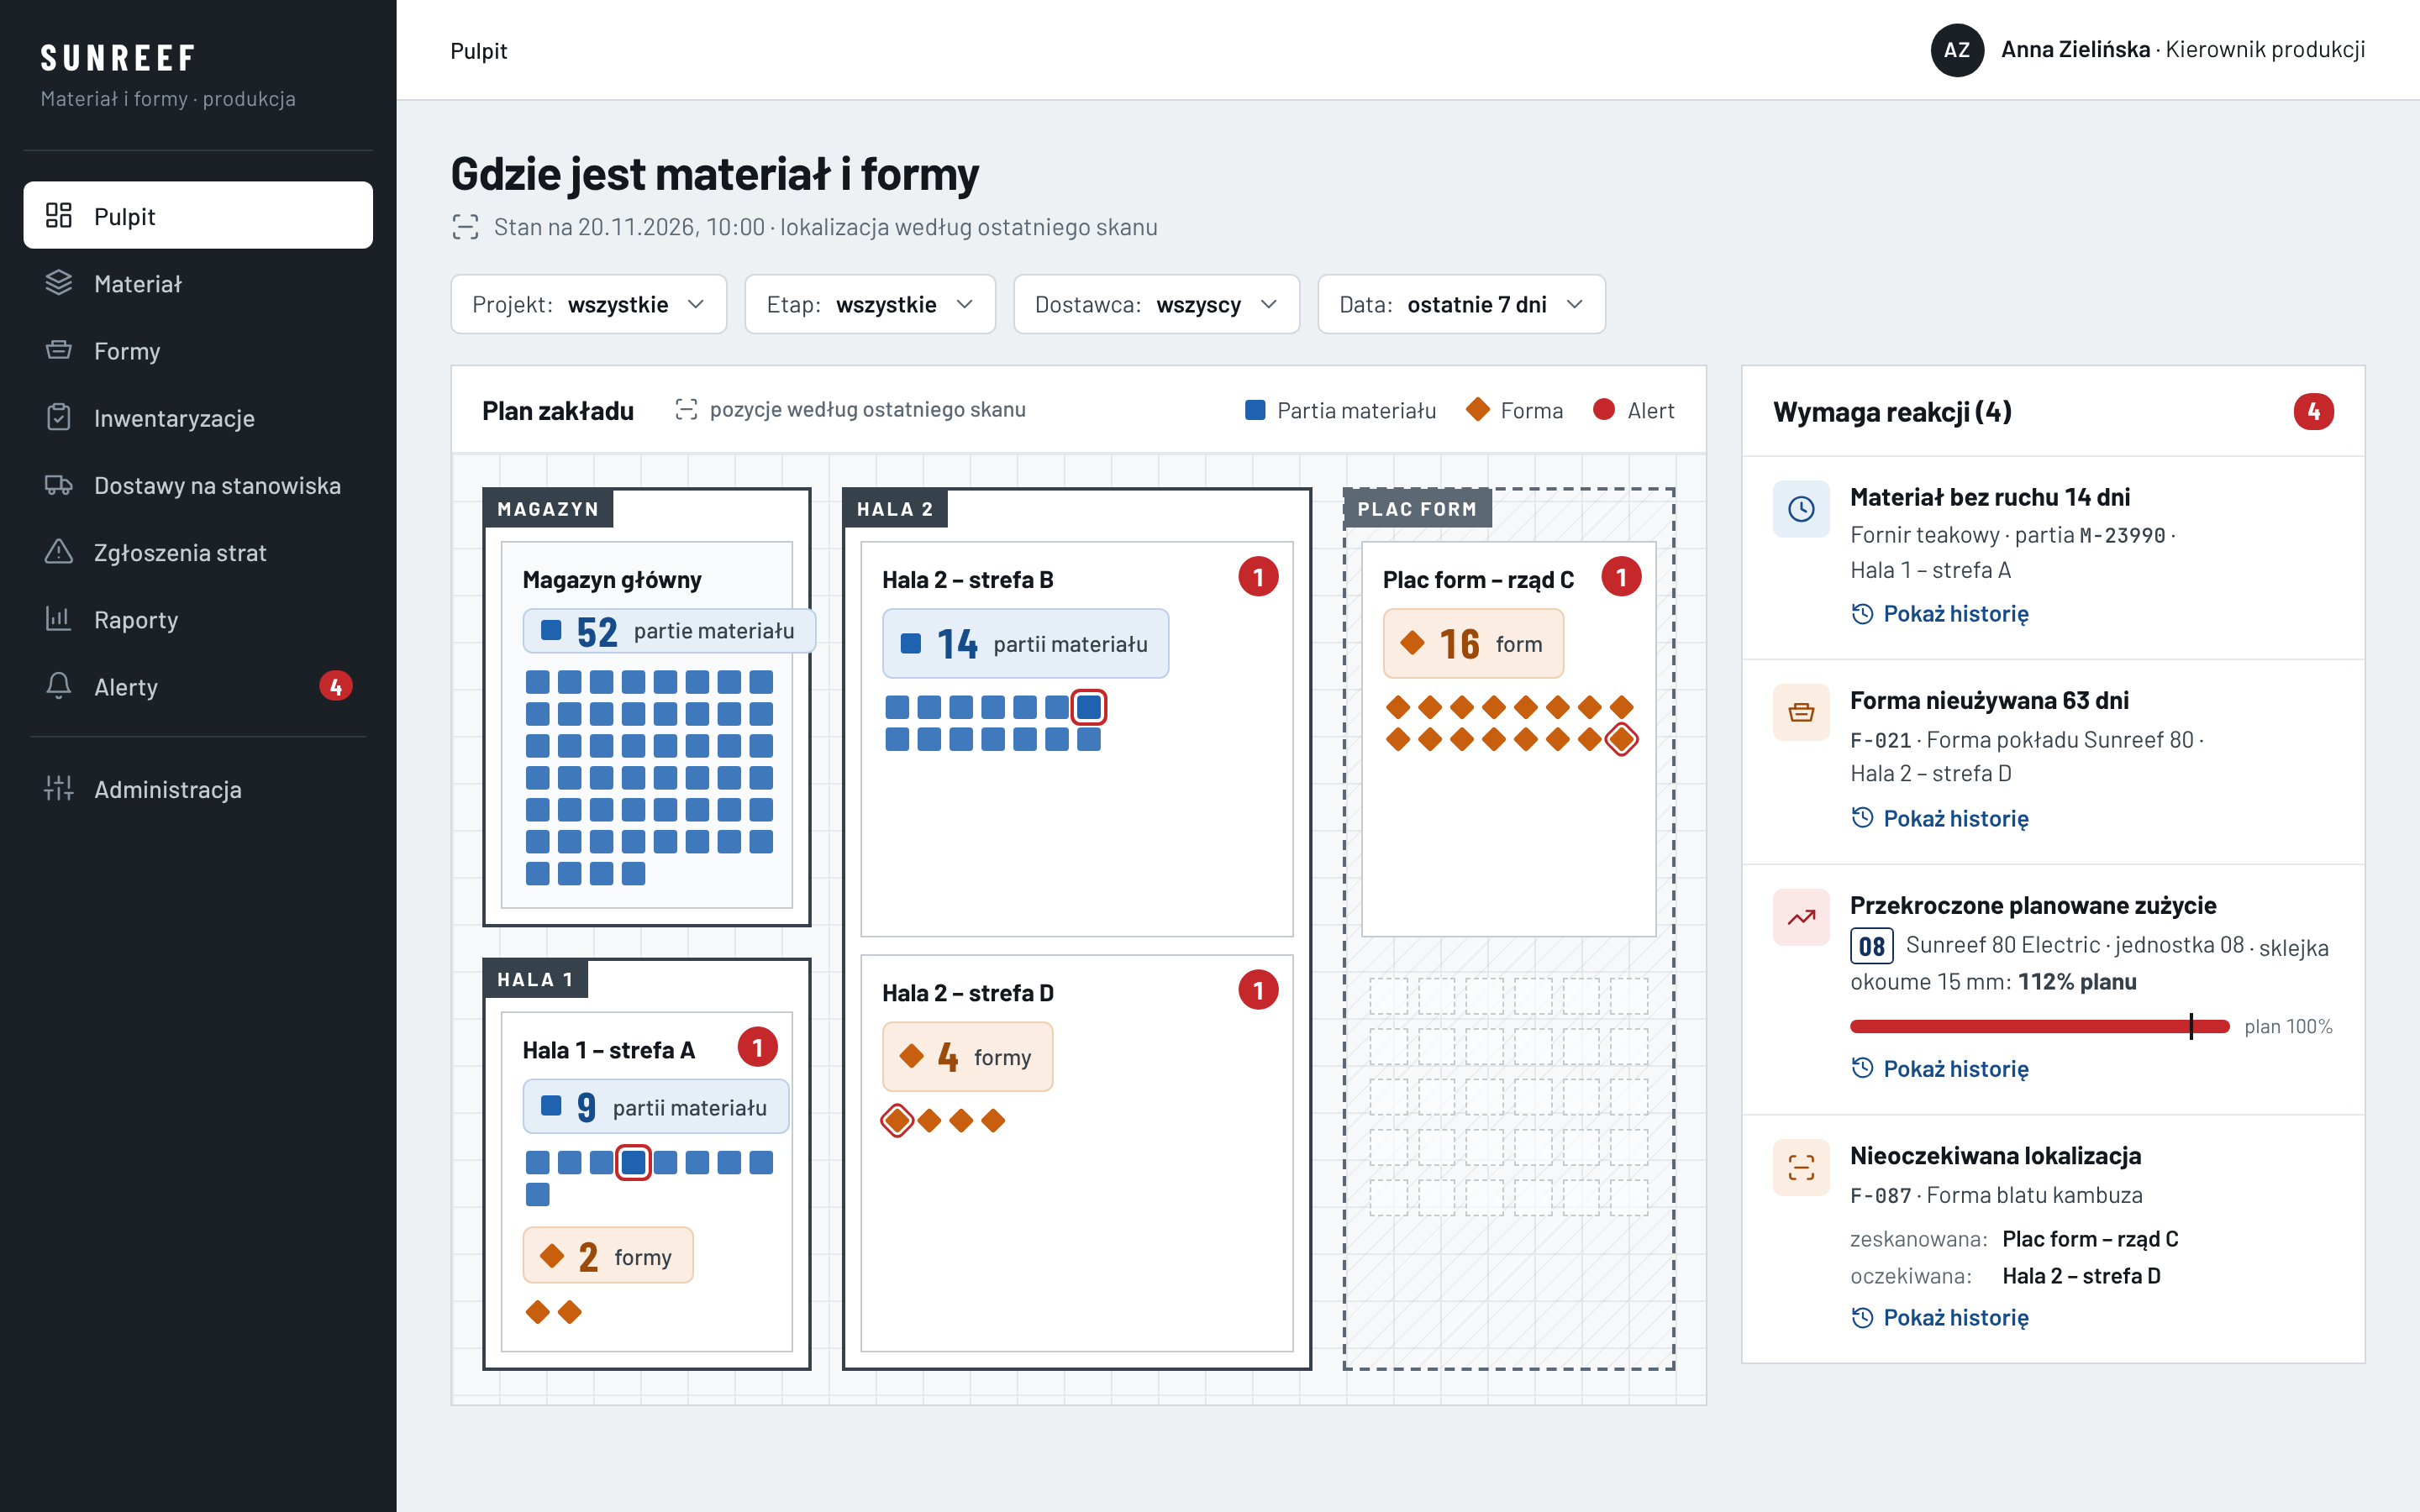 SUNREEF
Materiał i formy · produkcja
Pulpit
Materiał
Formy
Inwentaryzacje
Dostawy na stanowiska
Zgłoszenia strat
Raporty
Alerty 4
Administracja
Pulpit
AZ Anna Zielińska · Kierownik produkcji
Gdzie jest materiał i formy
Stan na 20.11.2026, 10:00 · lokalizacja według ostatniego skanu
Projekt: wszystkie
Etap: wszystkie
Dostawca: wszyscy
Data: ostatnie 7 dni
Plan zakładu
pozycje według ostatniego skanu
Partia materiału
Forma
Alert
MAGAZYN
Magazyn główny
52 partie materiału
HALA 1
Hala 1 – strefa A 1
9 partii materiału
2 formy
HALA 2
Hala 2 – strefa B 1
14 partii materiału
Hala 2 – strefa D 1
4 formy
PLAC FORM
Plac form – rząd C 1
16 form
Wymaga reakcji (4) 4
Materiał bez ruchu 14 dni
Fornir teakowy · partia M-23990 ·
Hala 1 – strefa A
Pokaż historię
Forma nieużywana 63 dni
F-021 · Forma pokładu Sunreef 80 ·
Hala 2 – strefa D
Pokaż historię
Przekroczone planowane zużycie
08 Sunreef 80 Electric · jednostka 08 · sklejka
okoume 15 mm: 112% planu
plan 100%
Pokaż historię
Nieoczekiwana lokalizacja
F-087 · Forma blatu kambuza
zeskanowana: Plac form – rząd C
oczekiwana: Hala 2 – strefa D
Pokaż historię